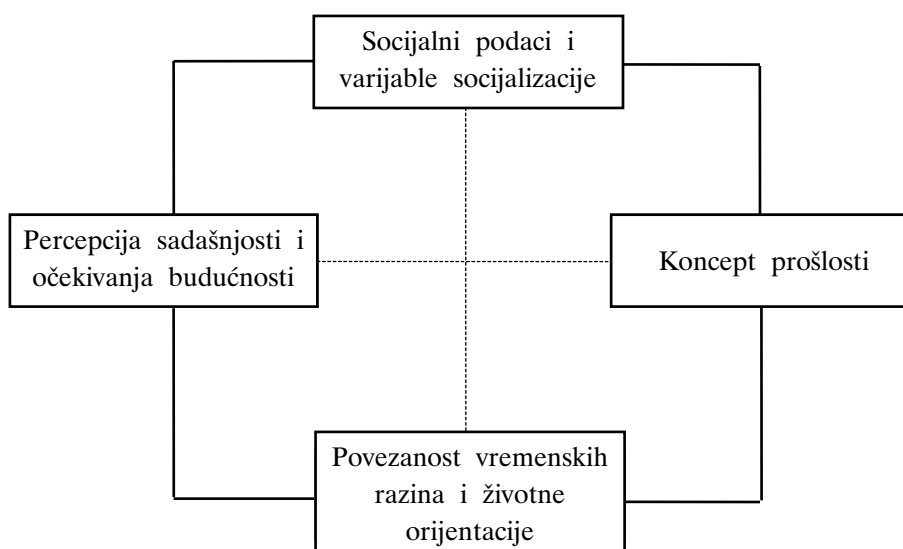 Socijalni podaci i
varijable socijalizacije
Percepcija sadašnjosti i
očekivanja budućnosti
Koncept prošlosti
Povezanost vremenskih
razina i životne
orijentacije